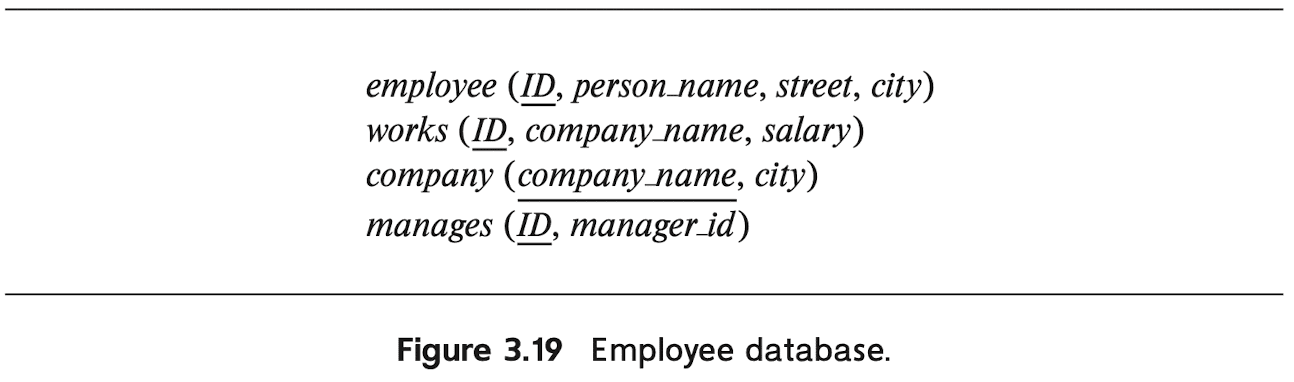 employee (ID, person_name, street, city)
works (ID, company_name, salary)
company (company_name, city)
manages (ID, manager_id)
Figure 3.19 Employee database.